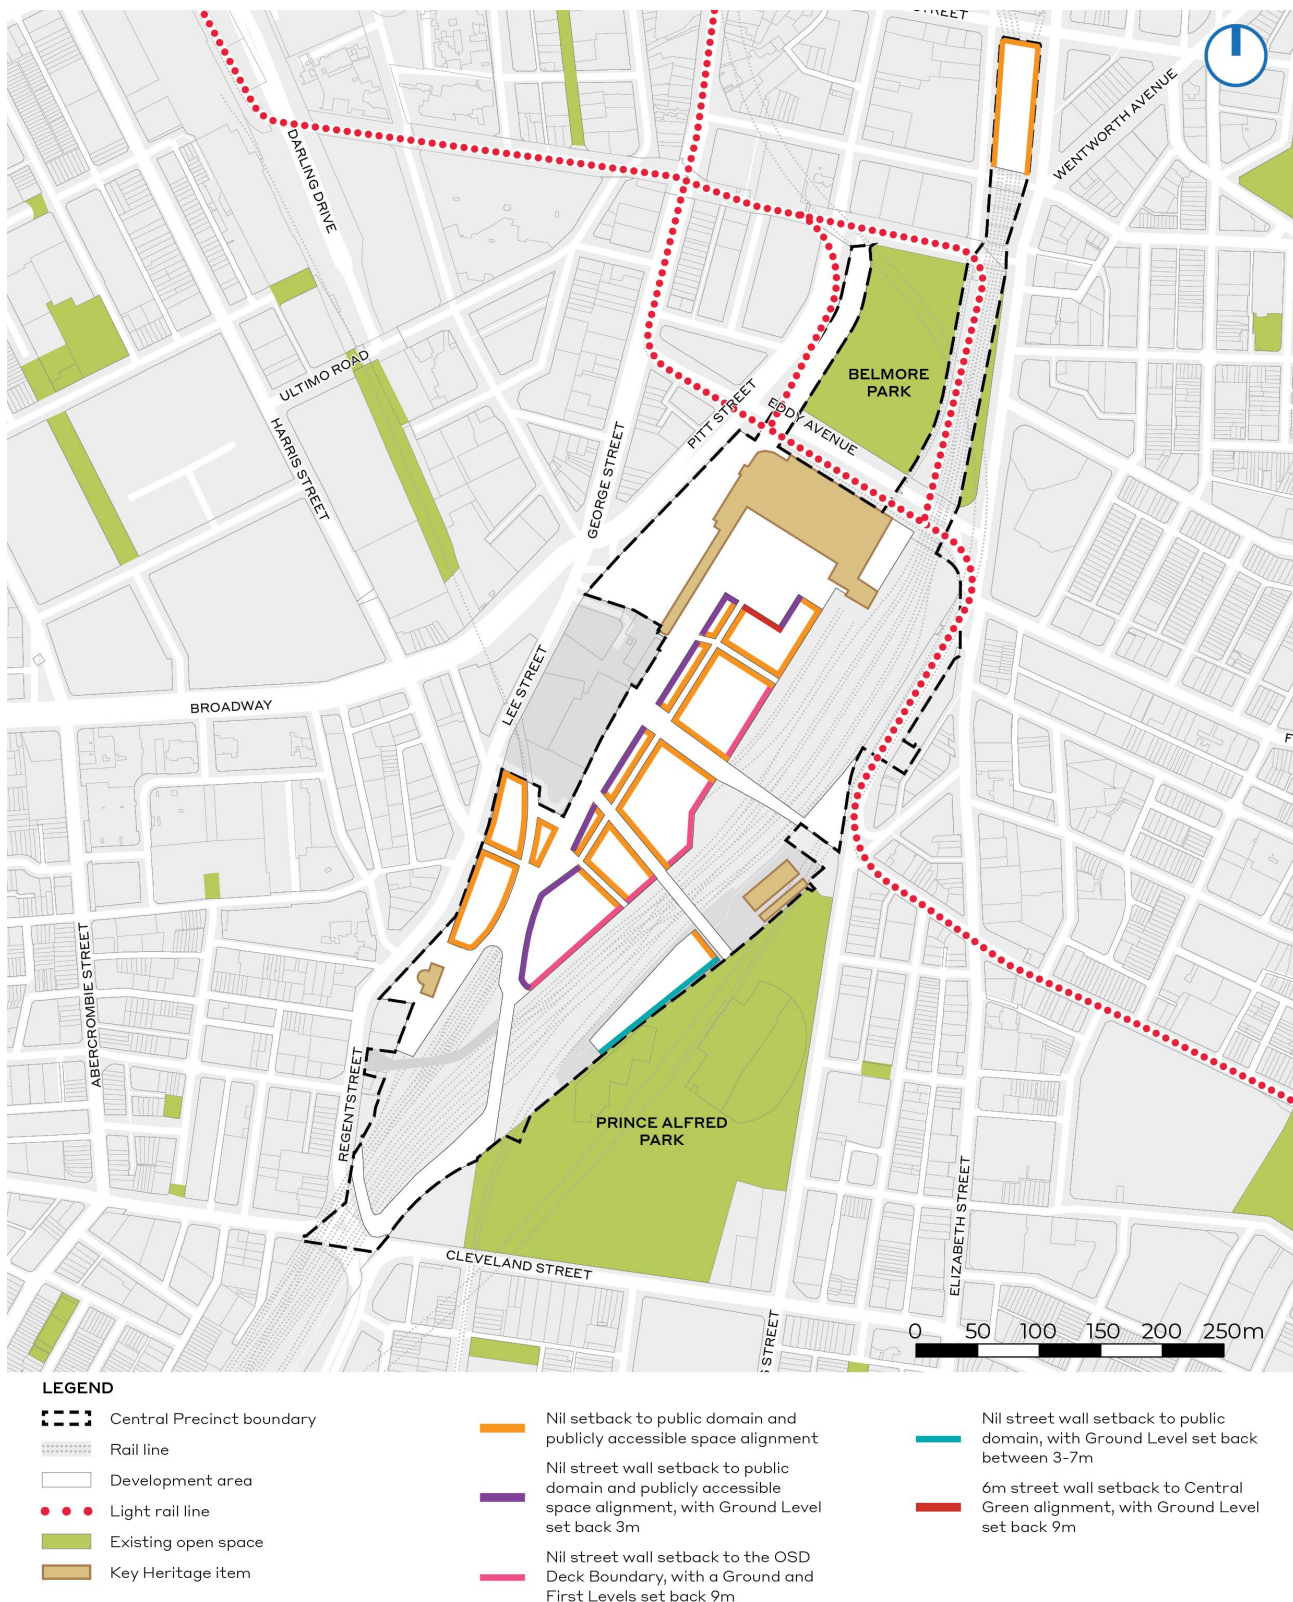 STREET
WENTWORTH AVENUE
DARLING DRIVE
BELMORE
PARK
ULTIMO ROAD
PITT STREET
EDDY AVENUE
HARRIS STREET
GEORGE STREET
LEE STREET
BROADWAY
F
ABERCROMBIE STREET
REGENT STREET
PRINCE ALFRED
PARK
ELIZABETH STREET
CLEVELAND STREET
S STREET
0 50 100 150 200 250m
LEGEND
Central Precinct boundary
Rail line
Development area
Light rail line
Existing open space
Key Heritage item
Nil setback to public domain and
publicly accessible space alignment
Nil street wall setback to public
domain and publicly accessible
space alignment, with Ground Level
set back 3m
Nil street wall setback to the OSD
Deck Boundary, with a Ground and
First Levels set back 9m
Nil street wall setback to public
domain, with Ground Level set back
between 3-7m
6m street wall setback to Central
Green alignment, with Ground Level
set back 9m